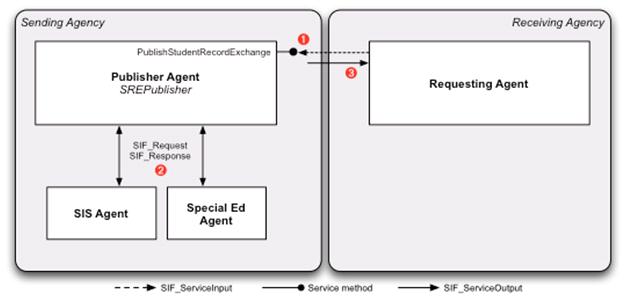 Sending Agency
Receiving Agency
PublishStudentRecordExchange
1
Publisher Agent
SREPublisher
3
Requesting Agent
SIF_Request
SIF_Response
2
SIS Agent
Special Ed
Agent
SIF_ServiceInput
Service method
SIF_ServiceOutput